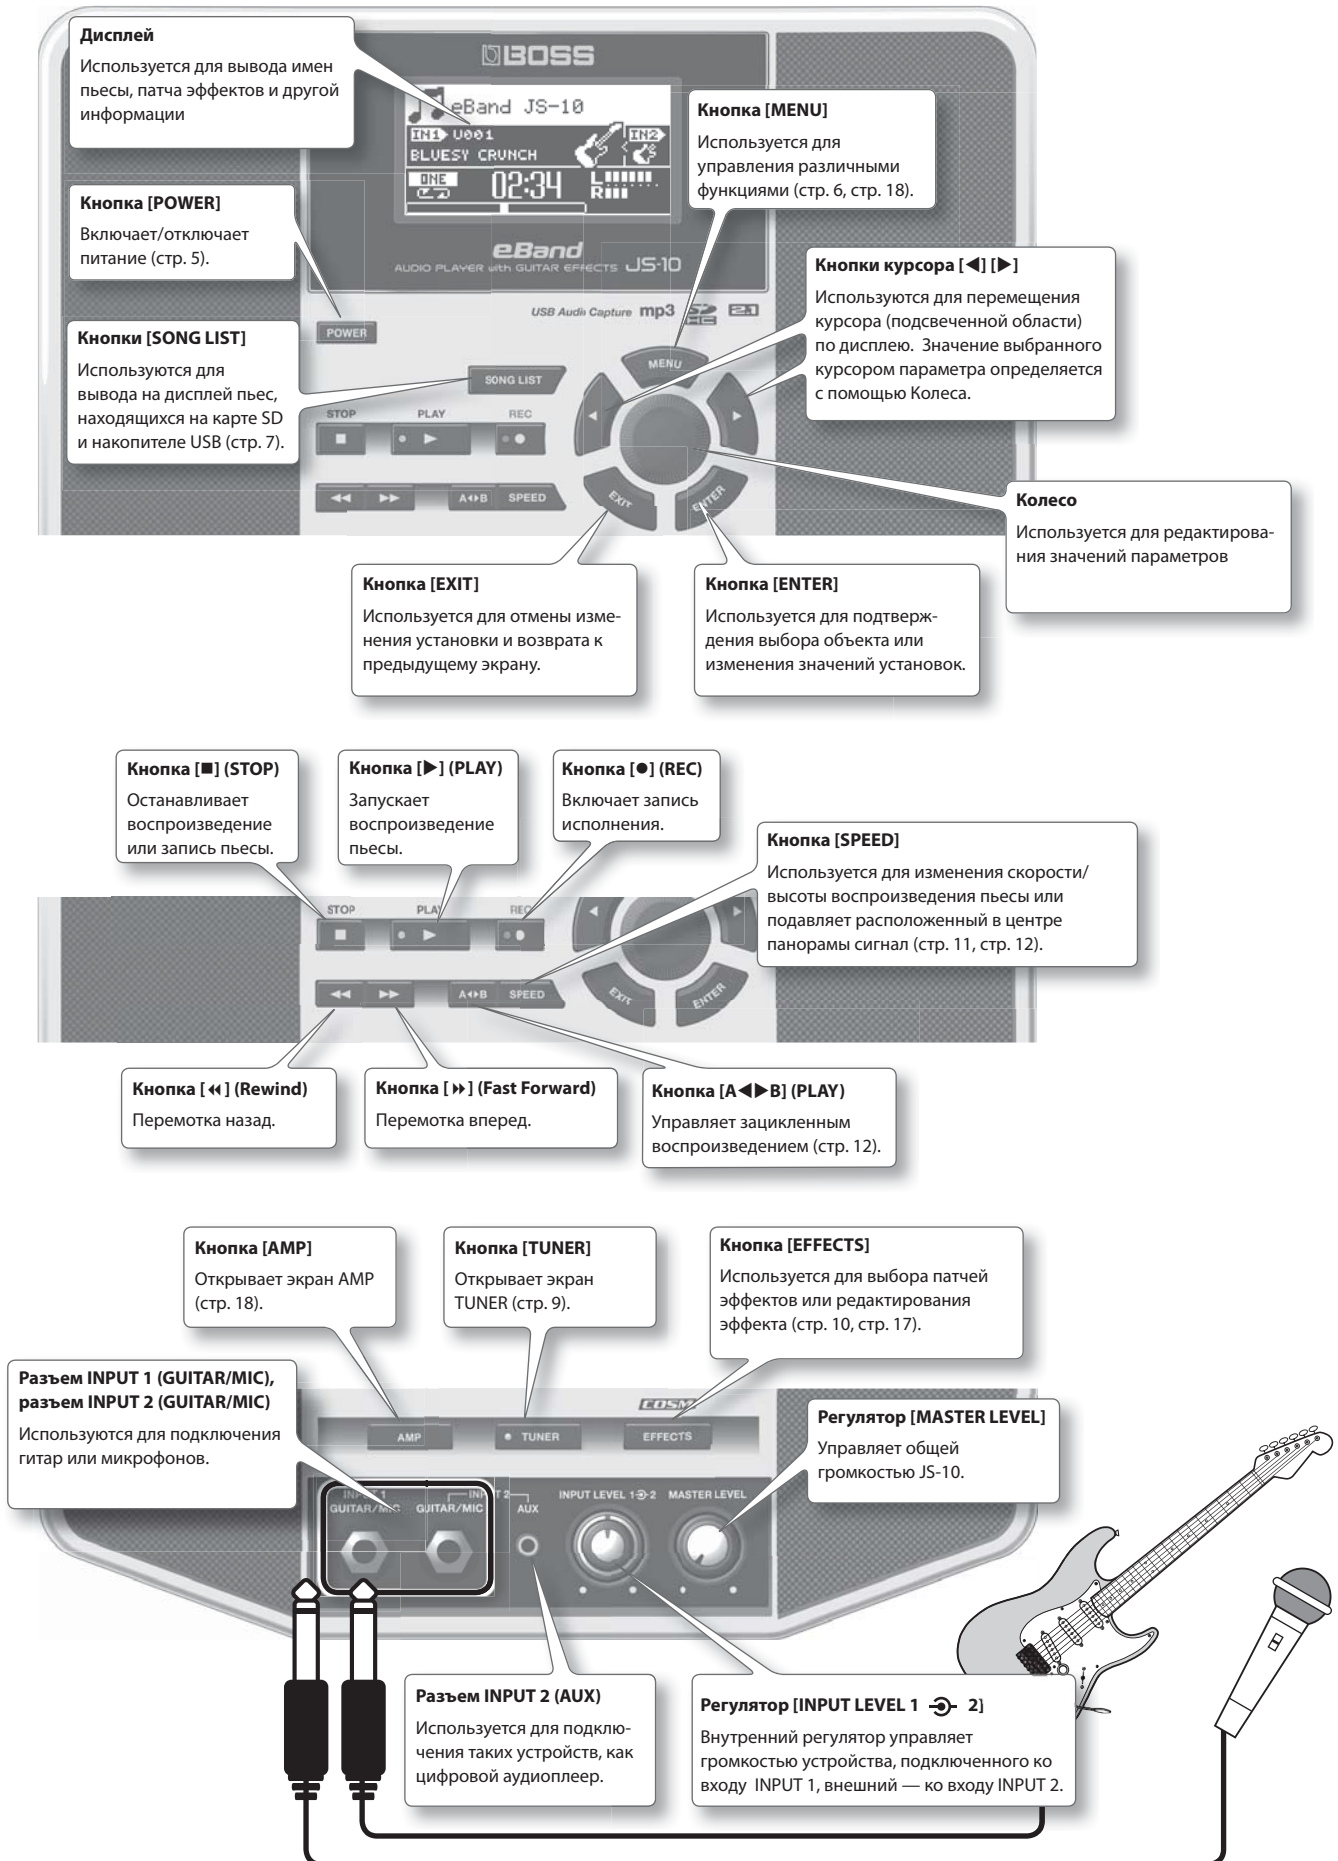 Дисплей
Используется для вывода имен
пьесы, патча эффектов и другой
информации
BOSS
eBand JS-10
IN1 U001
IN2
BLUESY CRUNCH
ONE
02:34
L
R
eBand
AUDIO PLAYER with GUITAR EFFECTS JS-10
USB Audio Capture mp3 SD HC 2.1
Кнопка [MENU]
Используется для
управления различными
функциями (стр. 6, стр. 18).
Кнопка [POWER]
Включает/отключает
питание (стр. 5).
Кнопки курсора [◀] [▶]
Используются для перемещения
курсора (подсвеченной области)
по дисплею. Значение выбранного
курсором параметра определяется
с помощью Колеса.
Кнопки [SONG LIST]
Используются для
вывода на дисплей пьес,
находящихся на карте SD
и накопителе USB (стр. 7).
POWER
SONG LIST
MENU
STOP PLAY REC
A◀▶B SPEED
EXIT
ENTER
Колесо
Используется для редактирова-
ния значений параметров
Кнопка [EXIT]
Используется для отмены изме-
нения установки и возврата к
предыдущему экрану.
Кнопка [ENTER]
Используется для подтверж-
дения выбора объекта или
изменения значений установок.
Кнопка [■] (STOP)
Останавливает
воспроизведение
или запись пьесы.
Кнопка [▶] (PLAY)
Запускает
воспроизведение
пьесы.
Кнопка [●] (REC)
Включает запись
исполнения.
Кнопка [SPEED]
Используется для изменения скорости/
высоты воспроизведения пьесы или
подавляет расположенный в центре
панорамы сигнал (стр. 11, стр. 12).
STOP PLAY REC
A◀▶B SPEED
EXIT
ENTER
Кнопка [◀◀] (Rewind)
Перемотка назад.
Кнопка [▶▶] (Fast Forward)
Перемотка вперед.
Кнопка [A◀▶B] (PLAY)
Управляет зацикленным
воспроизведением (стр. 12).
Кнопка [AMP]
Открывает экран AMP
(стр. 18).
Кнопка [TUNER]
Открывает экран
TUNER (стр. 9).
Кнопка [EFFECTS]
Используется для выбора патчей
эффектов или редактирования
эффекта (стр. 10, стр. 17).
Разъем INPUT 1 (GUITAR/MIC),
разъем INPUT 2 (GUITAR/MIC)
Используются для подключения
гитар или микрофонов.
COSM
AMP
TUNER
EFFECTS
Регулятор [MASTER LEVEL]
Управляет общей
громкостью JS-10.
INPUT 1
GUITAR/MIC
INPUT 2
GUITAR/MIC
AUX
INPUT LEVEL 1 2
MASTER LEVEL
Разъем INPUT 2 (AUX)
Используется для подклю-
чения таких устройств, как
цифровой аудиоплеер.
Регулятор [INPUT LEVEL 1 2]
Внутренний регулятор управляет
громкостью устройства, подключенного ко
входу INPUT 1, внешний — ко входу INPUT 2.